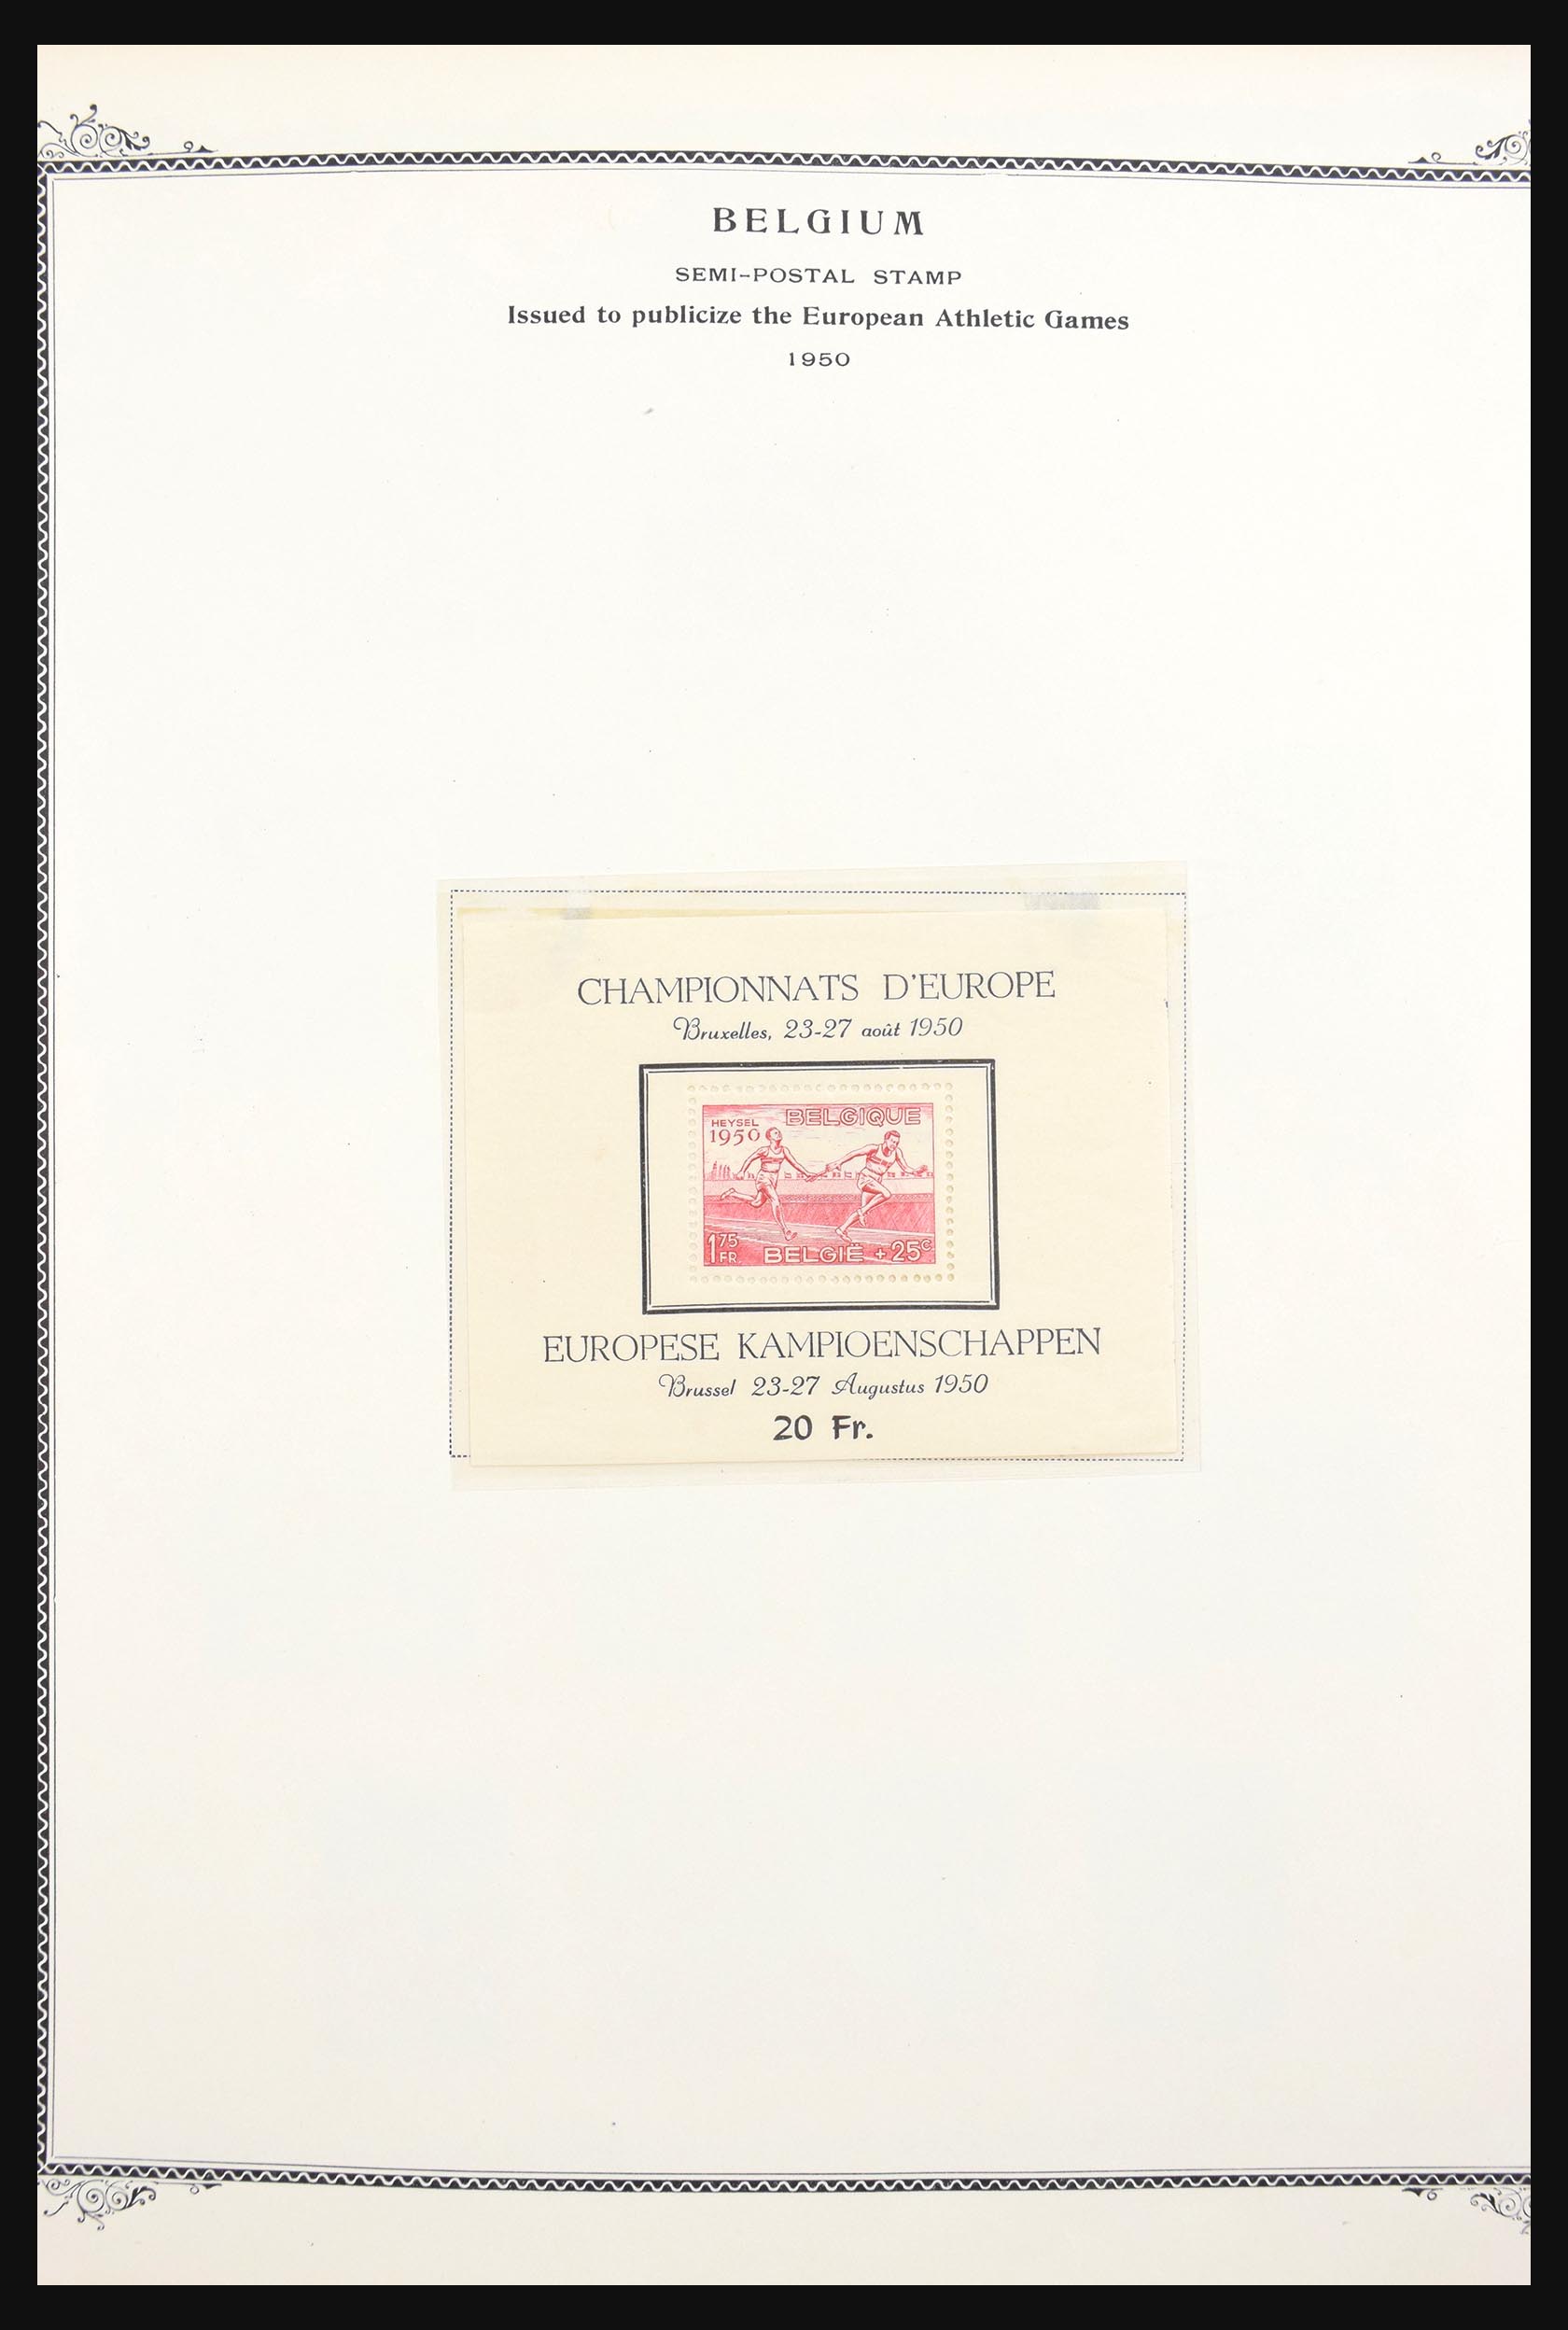 BELGIUM
SEMI-POSTAL STAMP
Issued to publicize the European Athletic Games
1950
CHAMPIONNATS D'EUROPE
Bruxelles, 23-27 août 1950
HEYSEL BELGIQUE
1950
1 75 FR. BELGIË + 25 C
EUROPESE KAMPIOENSCHAPPEN
Brussel 23-27 Augustus 1950
20 Fr.